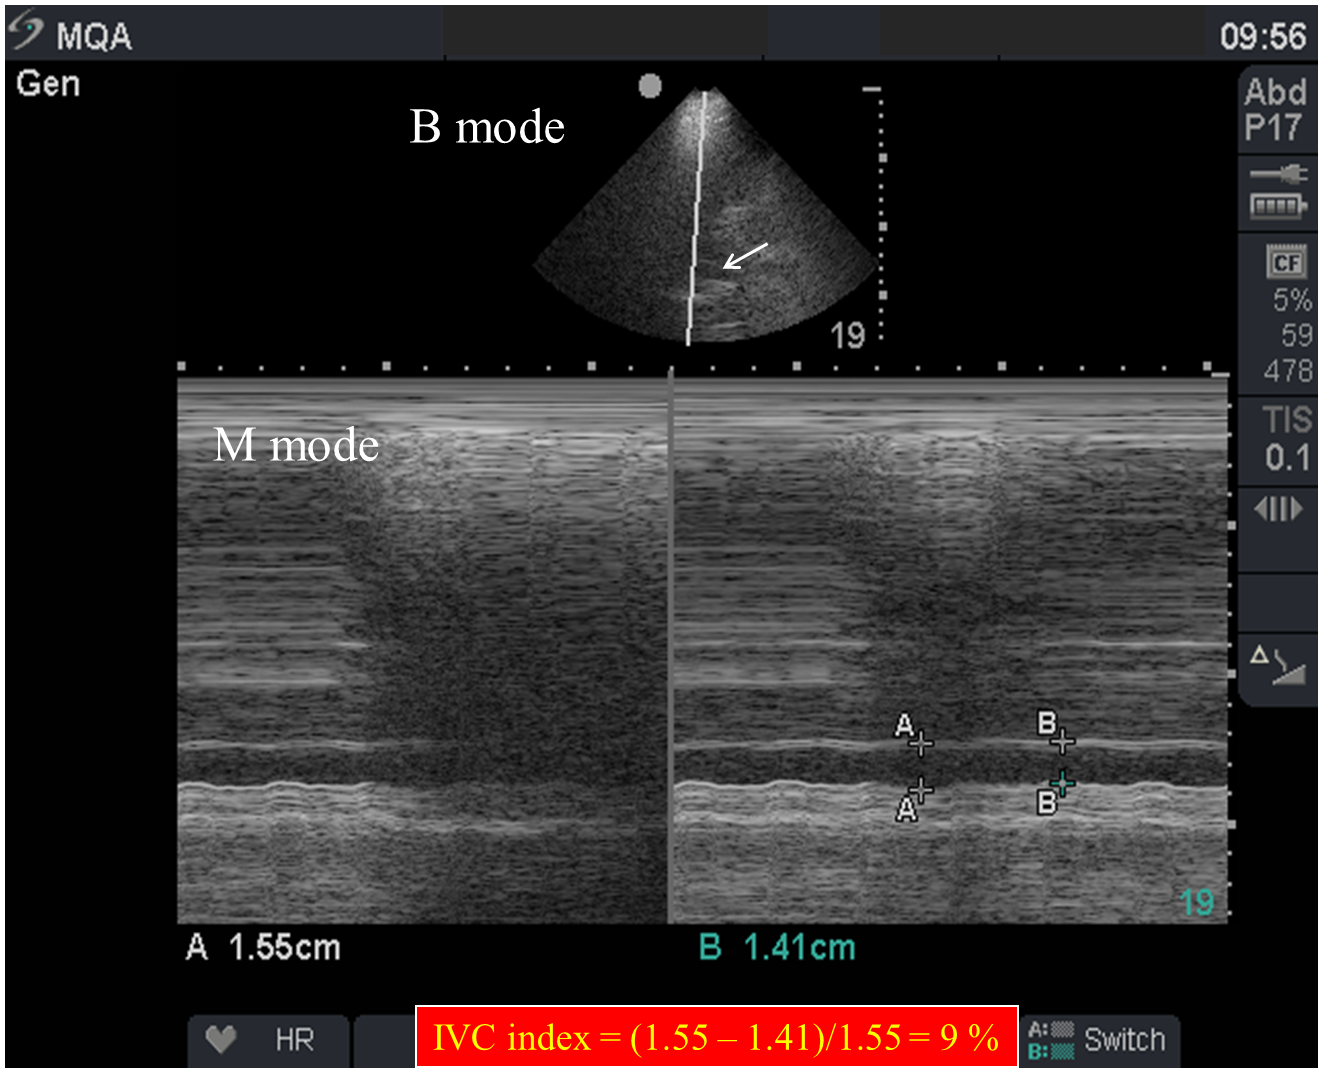 MQA
09:56
Gen
Abd
P17
B mode
CF
5%
59
478
19
TIS
0.1
M mode
A
B
A
B
19
A 1.55cm
B 1.41cm
HR
IVC index = (1.55 – 1.41)/1.55 = 9 %
A:
B:
Switch